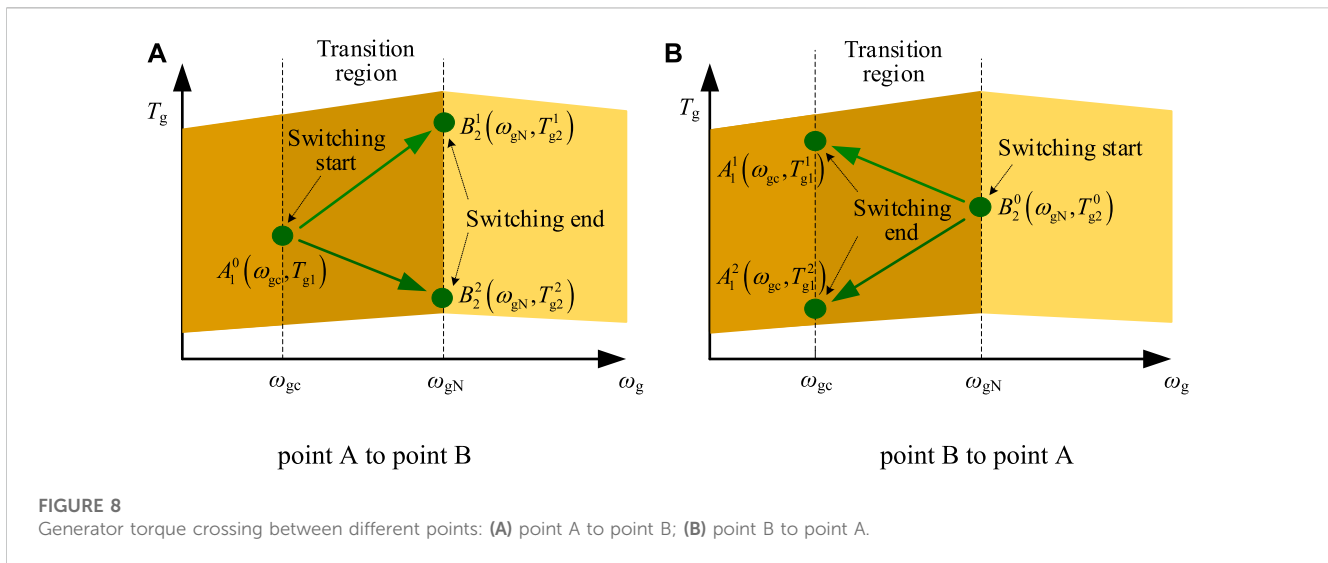 A
Transition
region
T_g
Switching
start
B_2^1(ω_gN, T_g2^1)
Switching end
A_1^0(ω_gc, T_g1)
B_2^2(ω_gN, T_g2^2)
ω_gc
ω_gN
ω_g
point A to point B
B
Transition
region
T_g
Switching start
A_1^1(ω_gc, T_g1^1)
Switching
end
B_2^0(ω_gN, T_g2^0)
A_1^2(ω_gc, T_g1^2)
ω_gc
ω_gN
ω_g
point B to point A
FIGURE 8
Generator torque crossing between different points: (A) point A to point B; (B) point B to point A.